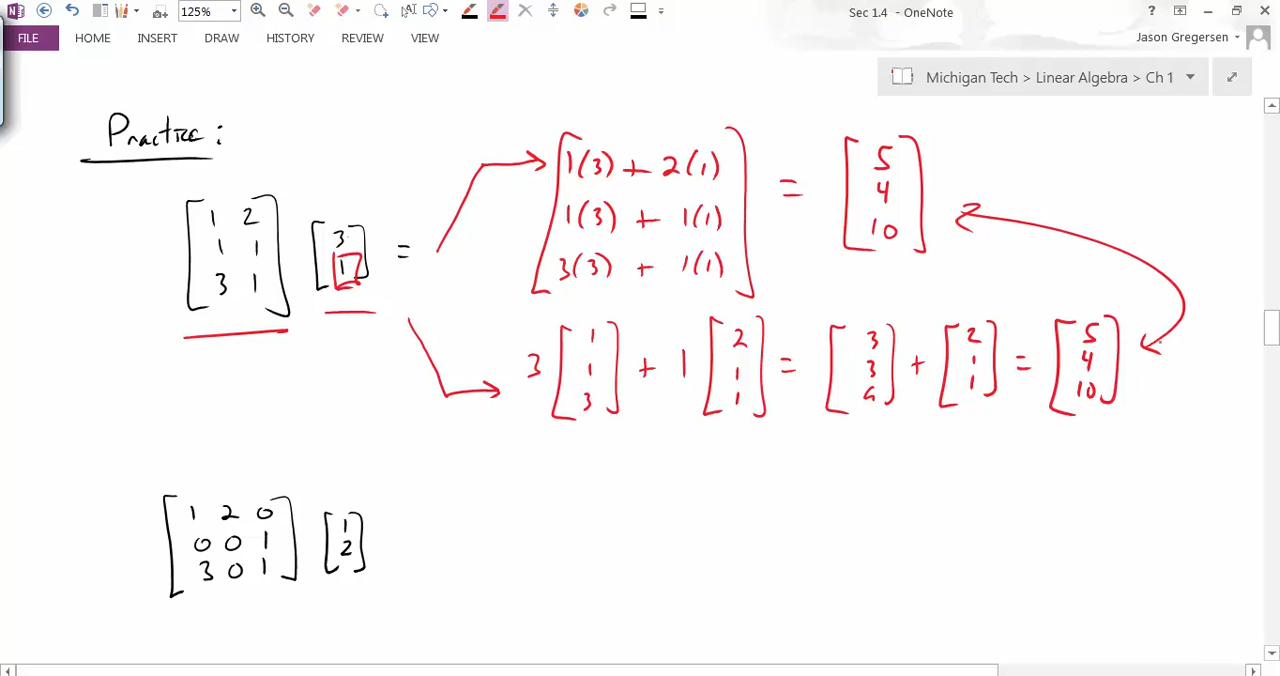 125%
Sec 1.4 - OneNote
?
FILE HOME INSERT DRAW HISTORY REVIEW VIEW
Jason Gregersen
Michigan Tech > Linear Algebra > Ch 1
Practice:
[1 2; 1 1; 3 1] [3; 1] =
[1(3) + 2(1)
1(3) + 1(1)
3(3) + 1(1)] = [5; 4; 10]
3 [1; 1; 3] + 1 [2; 1; 1] = [3; 3; 9] + [2; 1; 1] = [5; 4; 10]
[1 2 0; 0 0 1; 3 0 1] [1; 2]